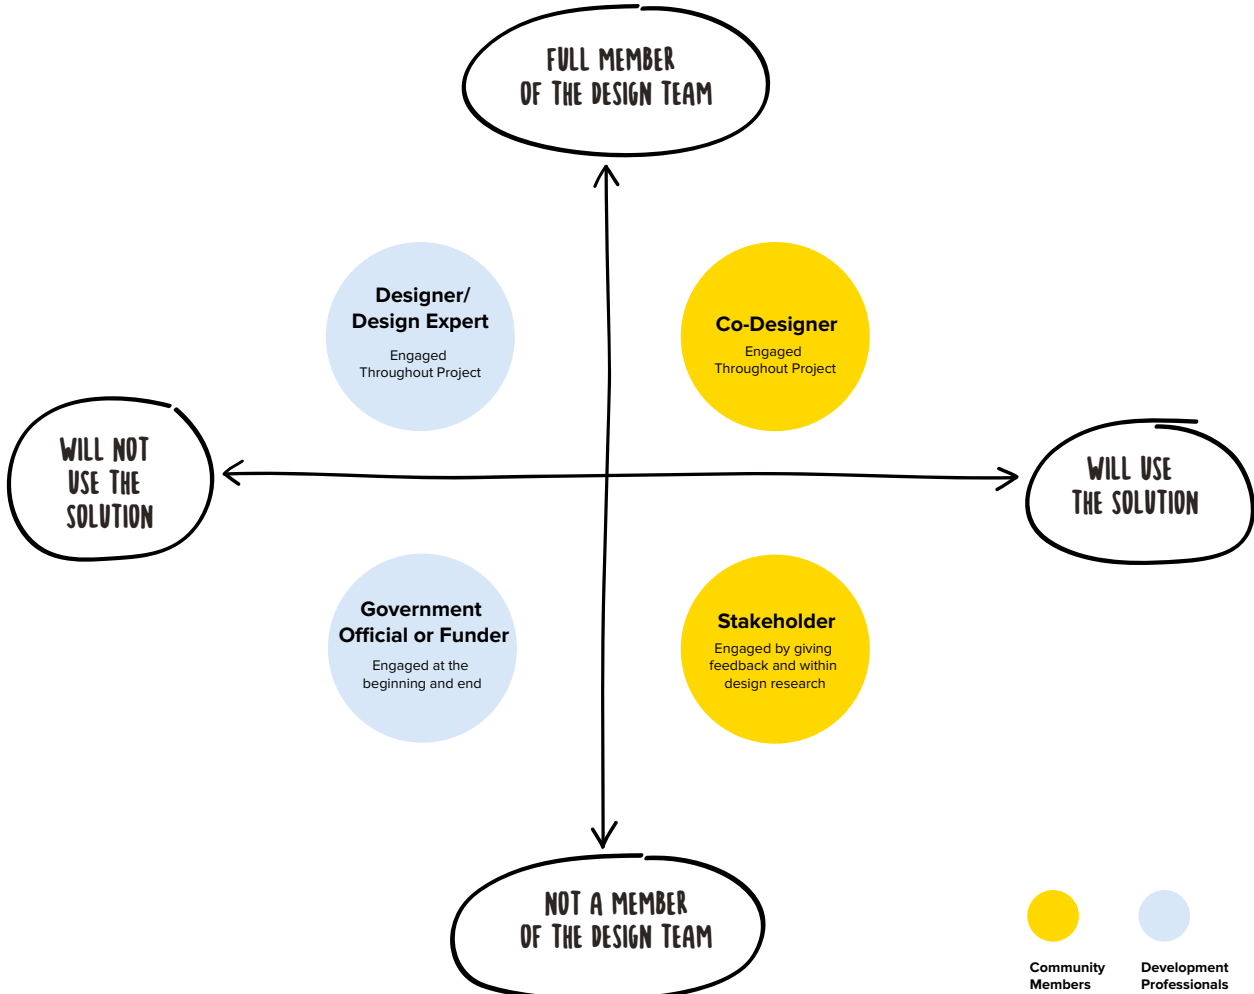 FULL MEMBER
OF THE DESIGN TEAM
Designer/
Design Expert
Engaged
Throughout Project
Co-Designer
Engaged
Throughout Project
WILL NOT
USE THE
SOLUTION
WILL USE
THE SOLUTION
Government
Official or Funder
Engaged at the
beginning and end
Stakeholder
Engaged by giving
feedback and within
design research
NOT A MEMBER
OF THE DESIGN TEAM
Community
Members
Development
Professionals